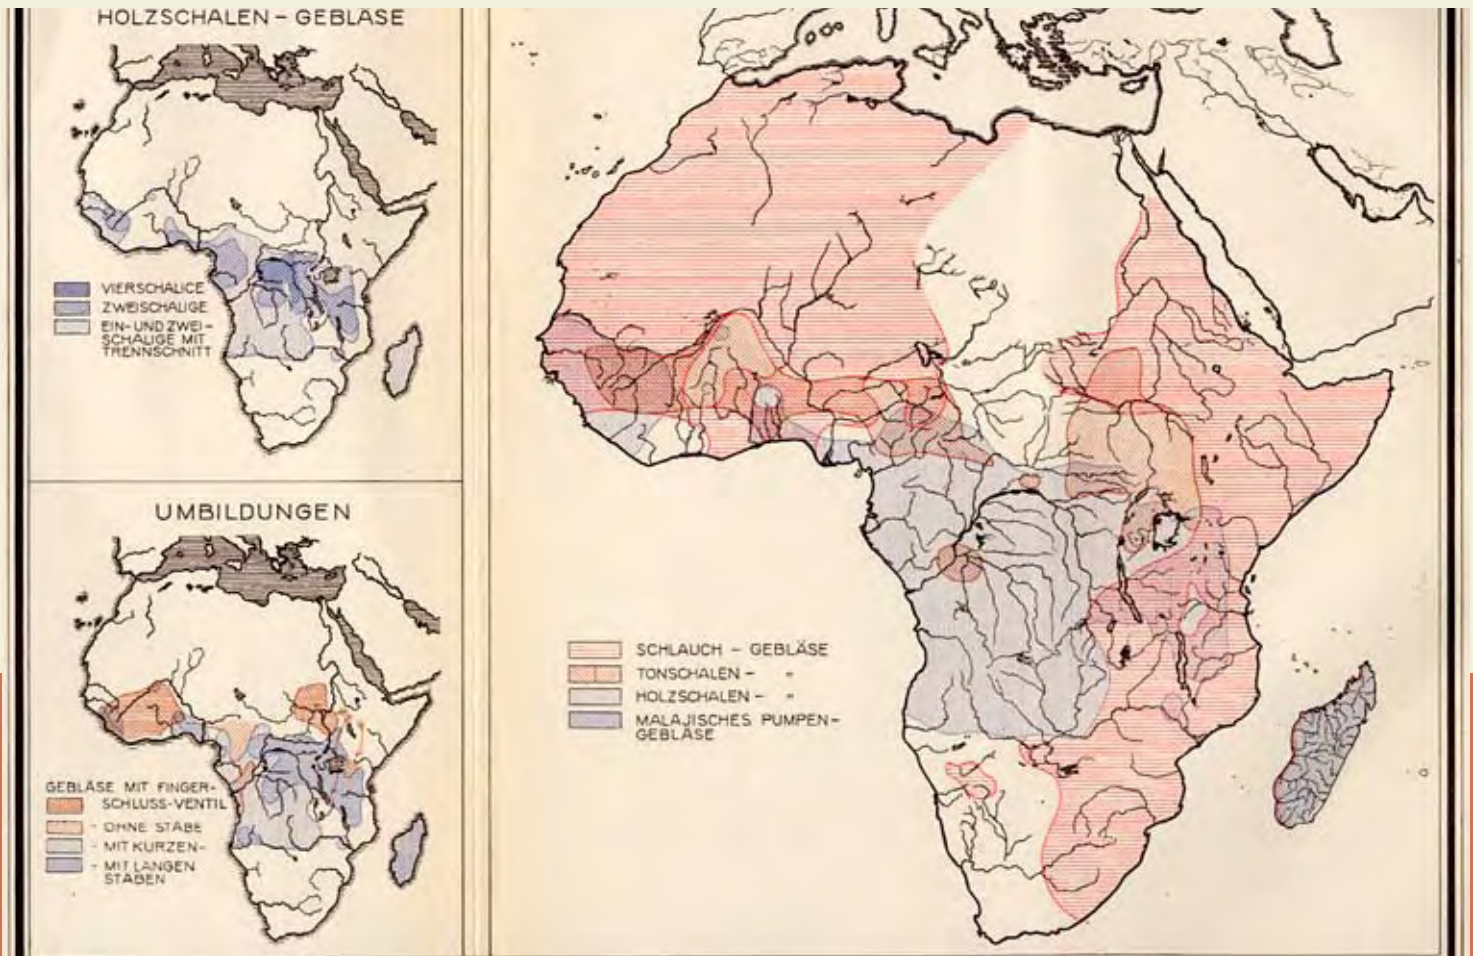 HOLZSCHALEN – GEBLÄSE
VIERSCHALIGE
ZWEISCHALIGE
EIN- UND ZWEI-
SCHALIGE MIT
TRENNSCHNITT
UMBILDUNGEN
GEBLÄSE MIT FINGER-
SCHLUSS-VENTIL
- OHNE STÄBE
- MIT KURZEN -
- MIT LANGEN
STÄBEN
SCHLAUCH – GEBLÄSE
TONSCHALEN – "
HOLZSCHALEN – "
MALAJISCHES PUMPEN-
GEBLÄSE